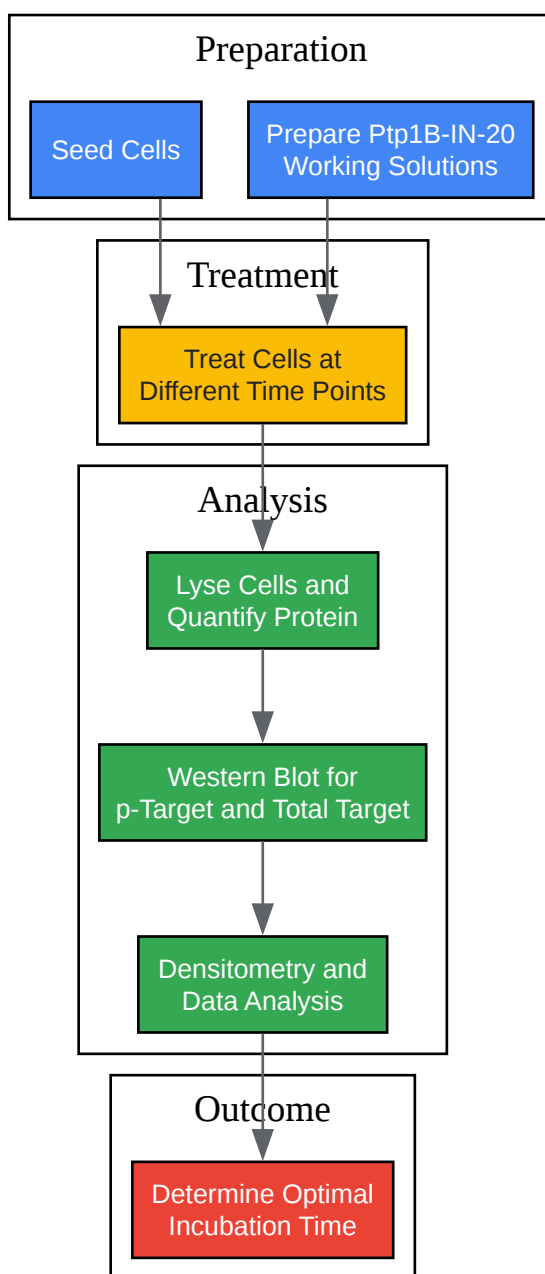 Preparation
Seed Cells
Prepare Ptp1B-IN-20
Working Solutions
Treatment
Treat Cells at
Different Time Points
Analysis
Lyse Cells and
Quantify Protein
Western Blot for
p-Target and Total Target
Densitometry and
Data Analysis
Outcome
Determine Optimal
Incubation Time